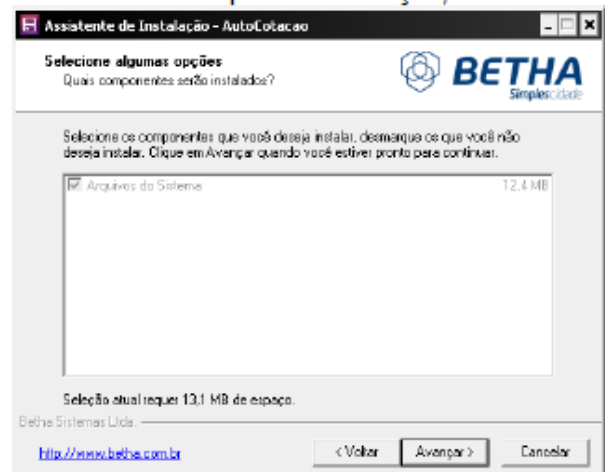 Assistente de Instalação - AutoCotacao
Selecione algumas opções
Quais componentes serão instalados?
BETHA
Simplescidade
Selecione os componentes que você deseja instalar, desmarque os que você não
deseja instalar. Clique em Avançar quando você estiver pronto para continuar.
Arquivos do Sistema 12,4 MB
Seleção atual requer 13,1 MB de espaço.
Betha Sistemas Ltda.
http://www.betha.com.br
< Voltar Avançar > Cancelar